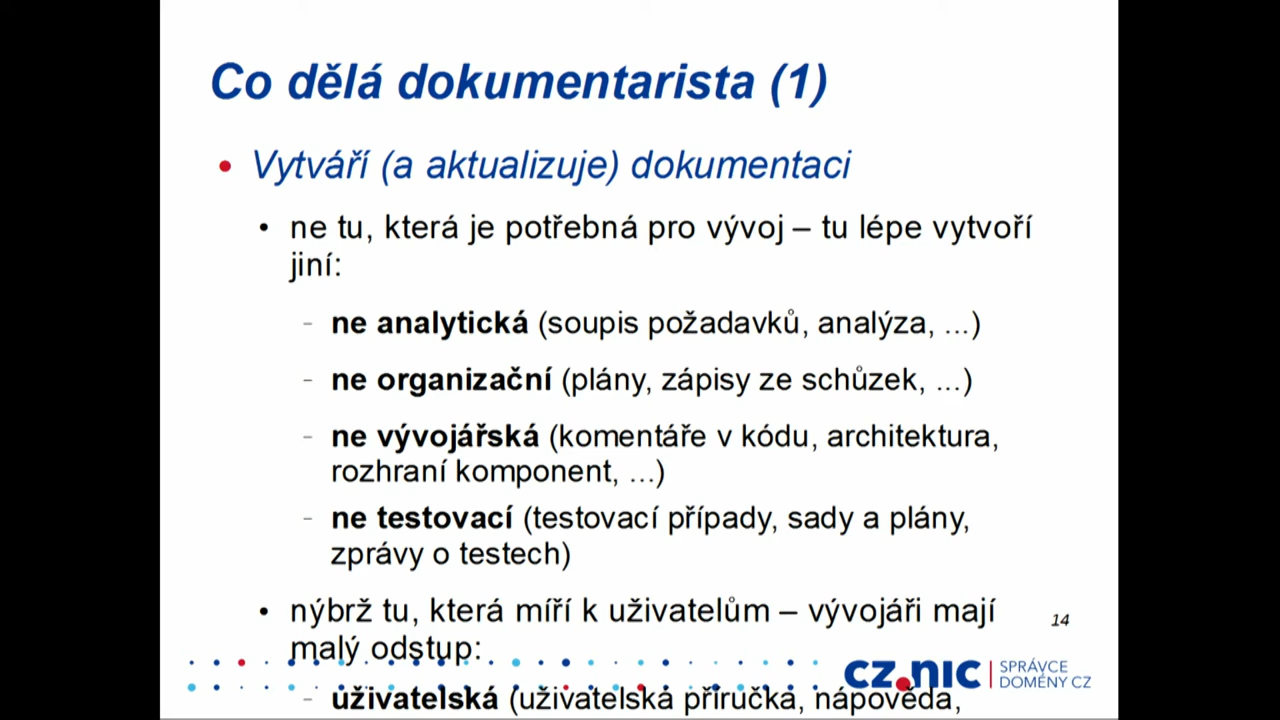 Co dělá dokumentarista (1)
• Vytváří (a aktualizuje) dokumentaci
• ne tu, která je potřebná pro vývoj – tu lépe vytvoří
jiní:
– ne analytická (soupis požadavků, analýza, ...)
– ne organizační (plány, zápisy ze schůzek, ...)
– ne vývojářská (komentáře v kódu, architektura,
rozhraní komponent, ...)
– ne testovací (testovací případy, sady a plány,
zprávy o testech)
• nýbrž tu, která míří k uživatelům – vývojáři mají
malý odstup:
– uživatelská (uživatelská příručka, nápověda,
14
CZ.NIC
SPRÁVCE
DOMÉNY CZ